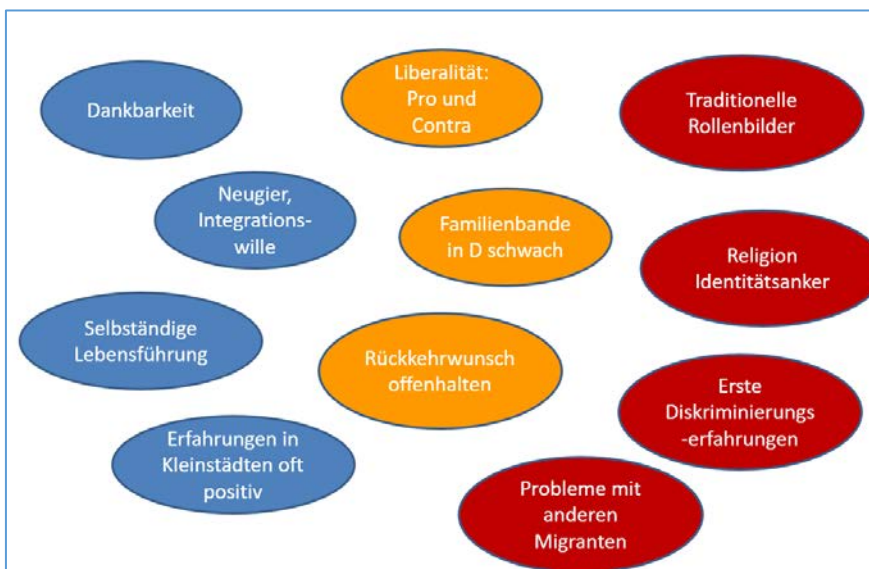 Dankbarkeit
Neugier,
Integrations-
wille
Selbständige
Lebensführung
Erfahrungen in
Kleinstädten oft
positiv
Liberalität:
Pro und
Contra
Familienbande
in D schwach
Rückkehrwunsch
offenhalten
Traditionelle
Rollenbilder
Religion
Identitätsanker
Erste
Diskriminierungs
-erfahrungen
Probleme mit
anderen
Migranten